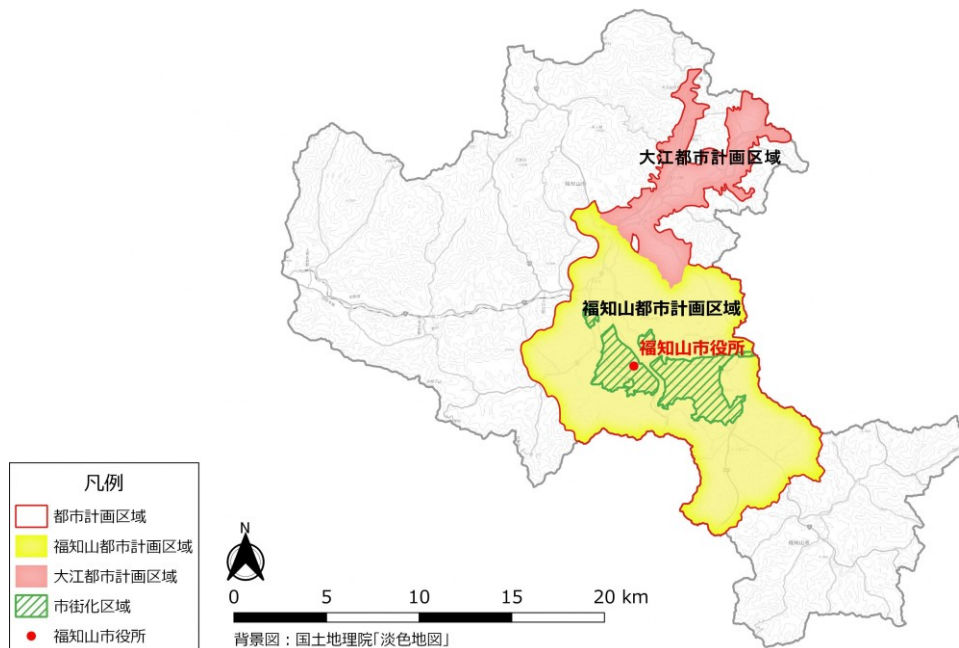 大江都市計画区域
福知山都市計画区域
福知山市役所
凡例
都市計画区域
福知山都市計画区域
大江都市計画区域
市街化区域
福知山市役所
N
0 5 10 15 20 km
背景図：国土地理院「淡色地図」